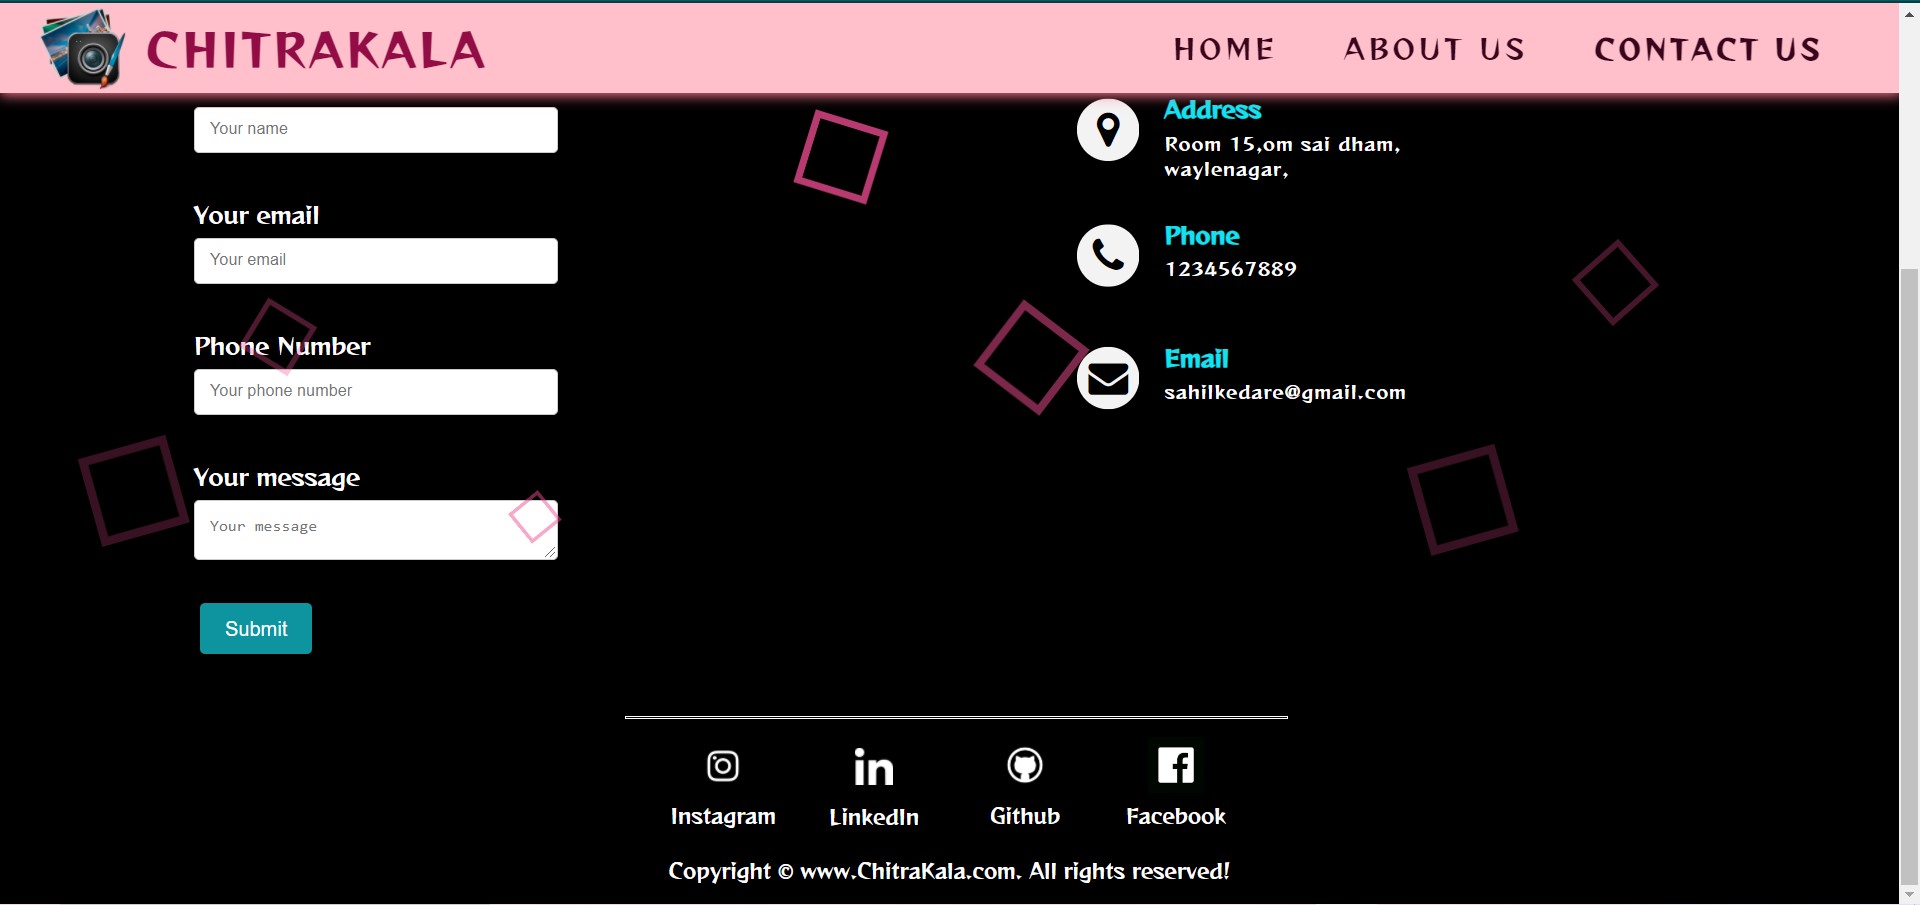 CHITRAKALA
HOME
ABOUT US
CONTACT US
Your name
Your email
Your email
Phone Number
Your phone number
Your message
Your message
Submit
Address
Room 15,om sai dham,
waylenagar,
Phone
1234567889
Email
sahilkedare@gmail.com
Instagram
LinkedIn
Github
Facebook
Copyright © www.ChitraKala.com. All rights reserved!